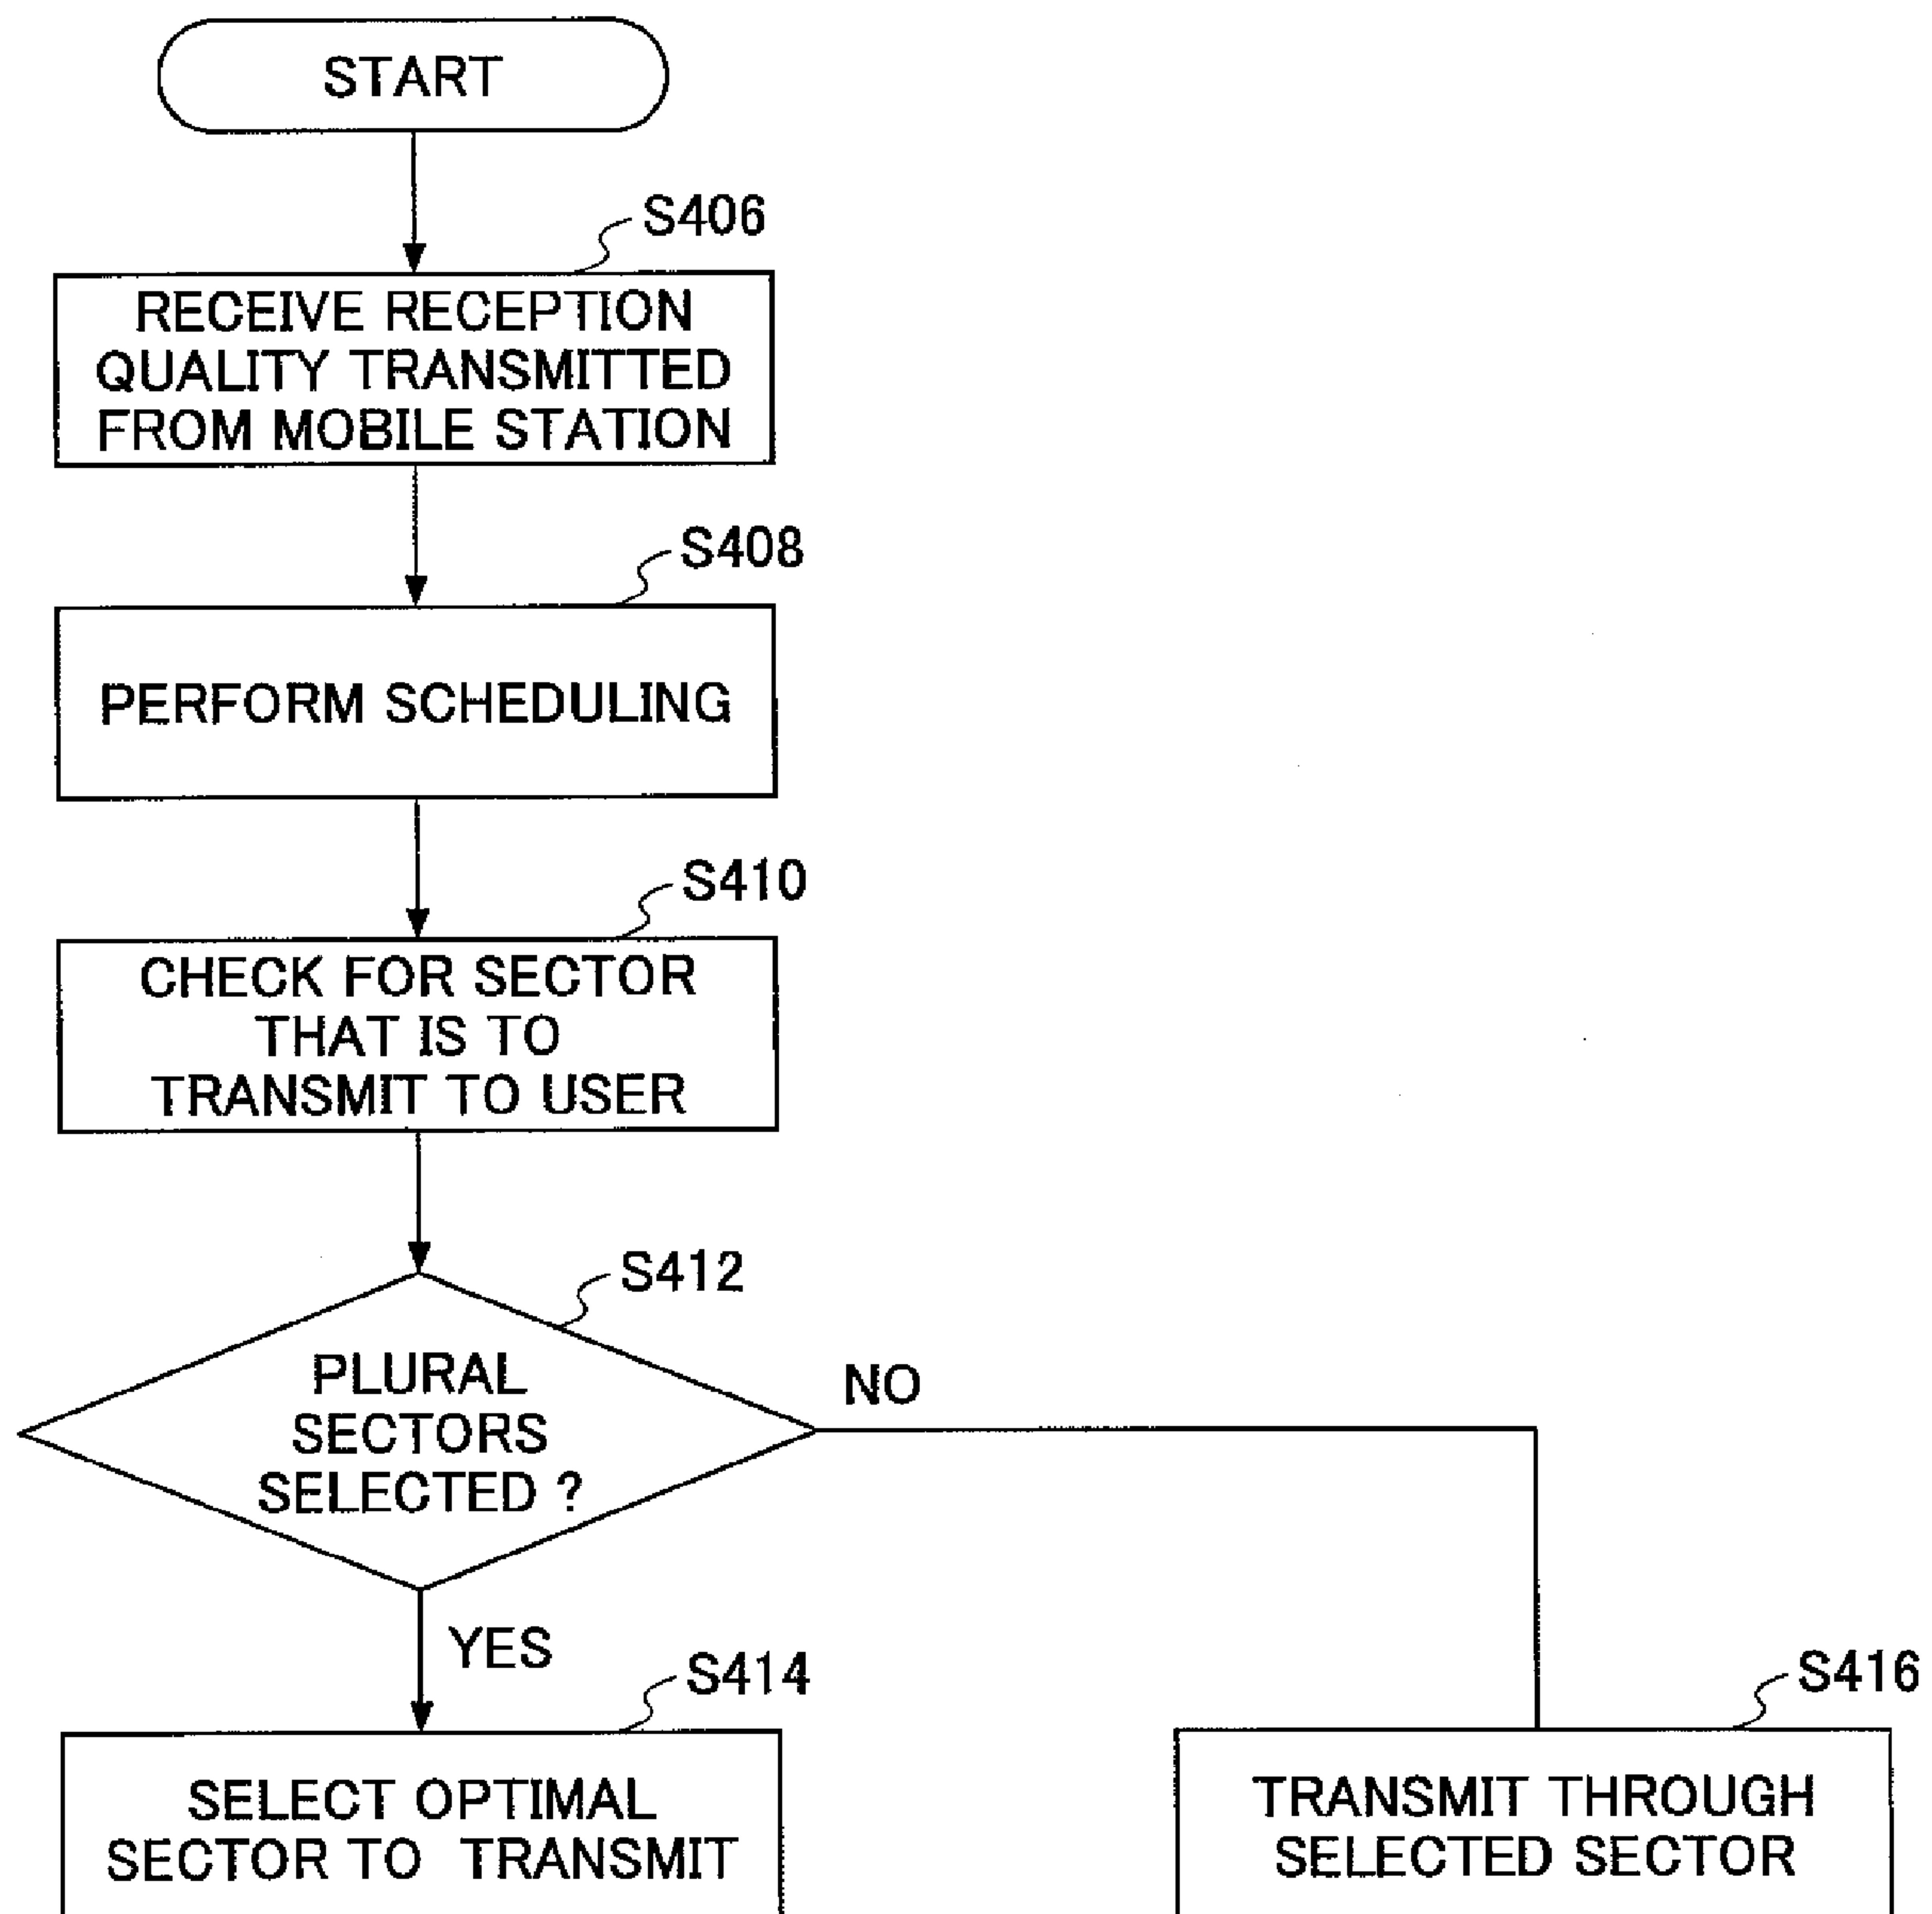 START
S406
RECEIVE RECEPTION
QUALITY TRANSMITTED
FROM MOBILE STATION
S408
PERFORM SCHEDULING
S410
CHECK FOR SECTOR
THAT IS TO
TRANSMIT TO USER
S412
PLURAL
SECTORS
SELECTED ?
NO
YES
S414
SELECT OPTIMAL
SECTOR TO TRANSMIT
S416
TRANSMIT THROUGH
SELECTED SECTOR